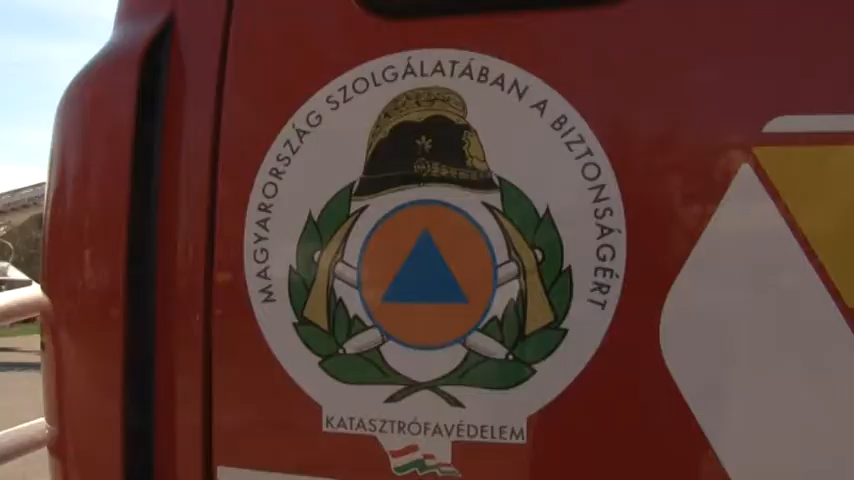 MAGYARORSZÁG SZOLGÁLATÁBAN A BIZTONSÁGÉRT
KATASZTRÓFAVÉDELEM